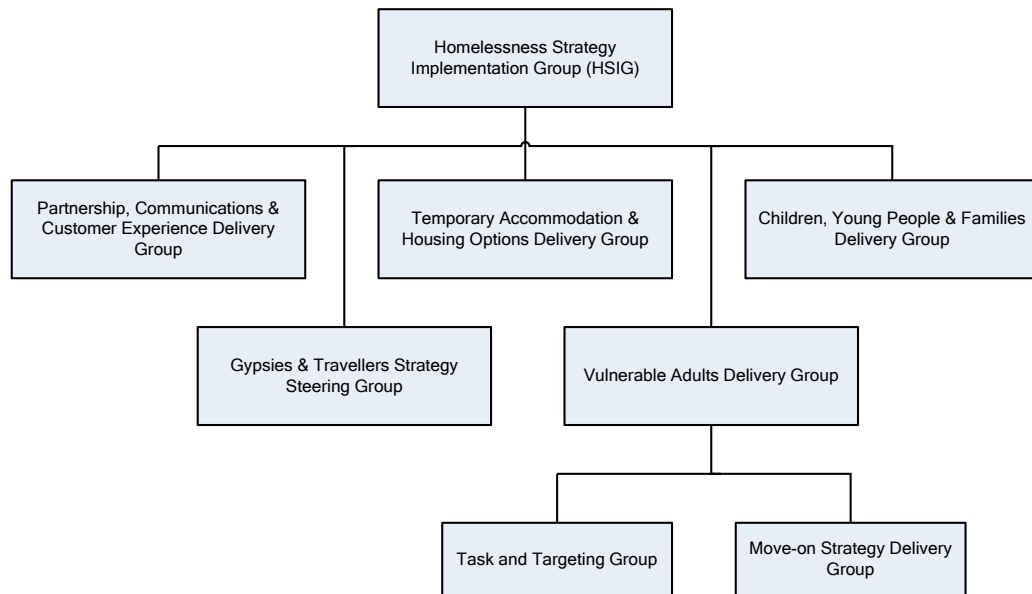 Homelessness Strategy
Implementation Group (HSIG)
Partnership, Communications &
Customer Experience Delivery
Group
Temporary Accommodation &
Housing Options Delivery Group
Children, Young People & Families
Delivery Group
Gypsies & Travellers Strategy
Steering Group
Vulnerable Adults Delivery Group
Task and Targeting Group
Move-on Strategy Delivery
Group